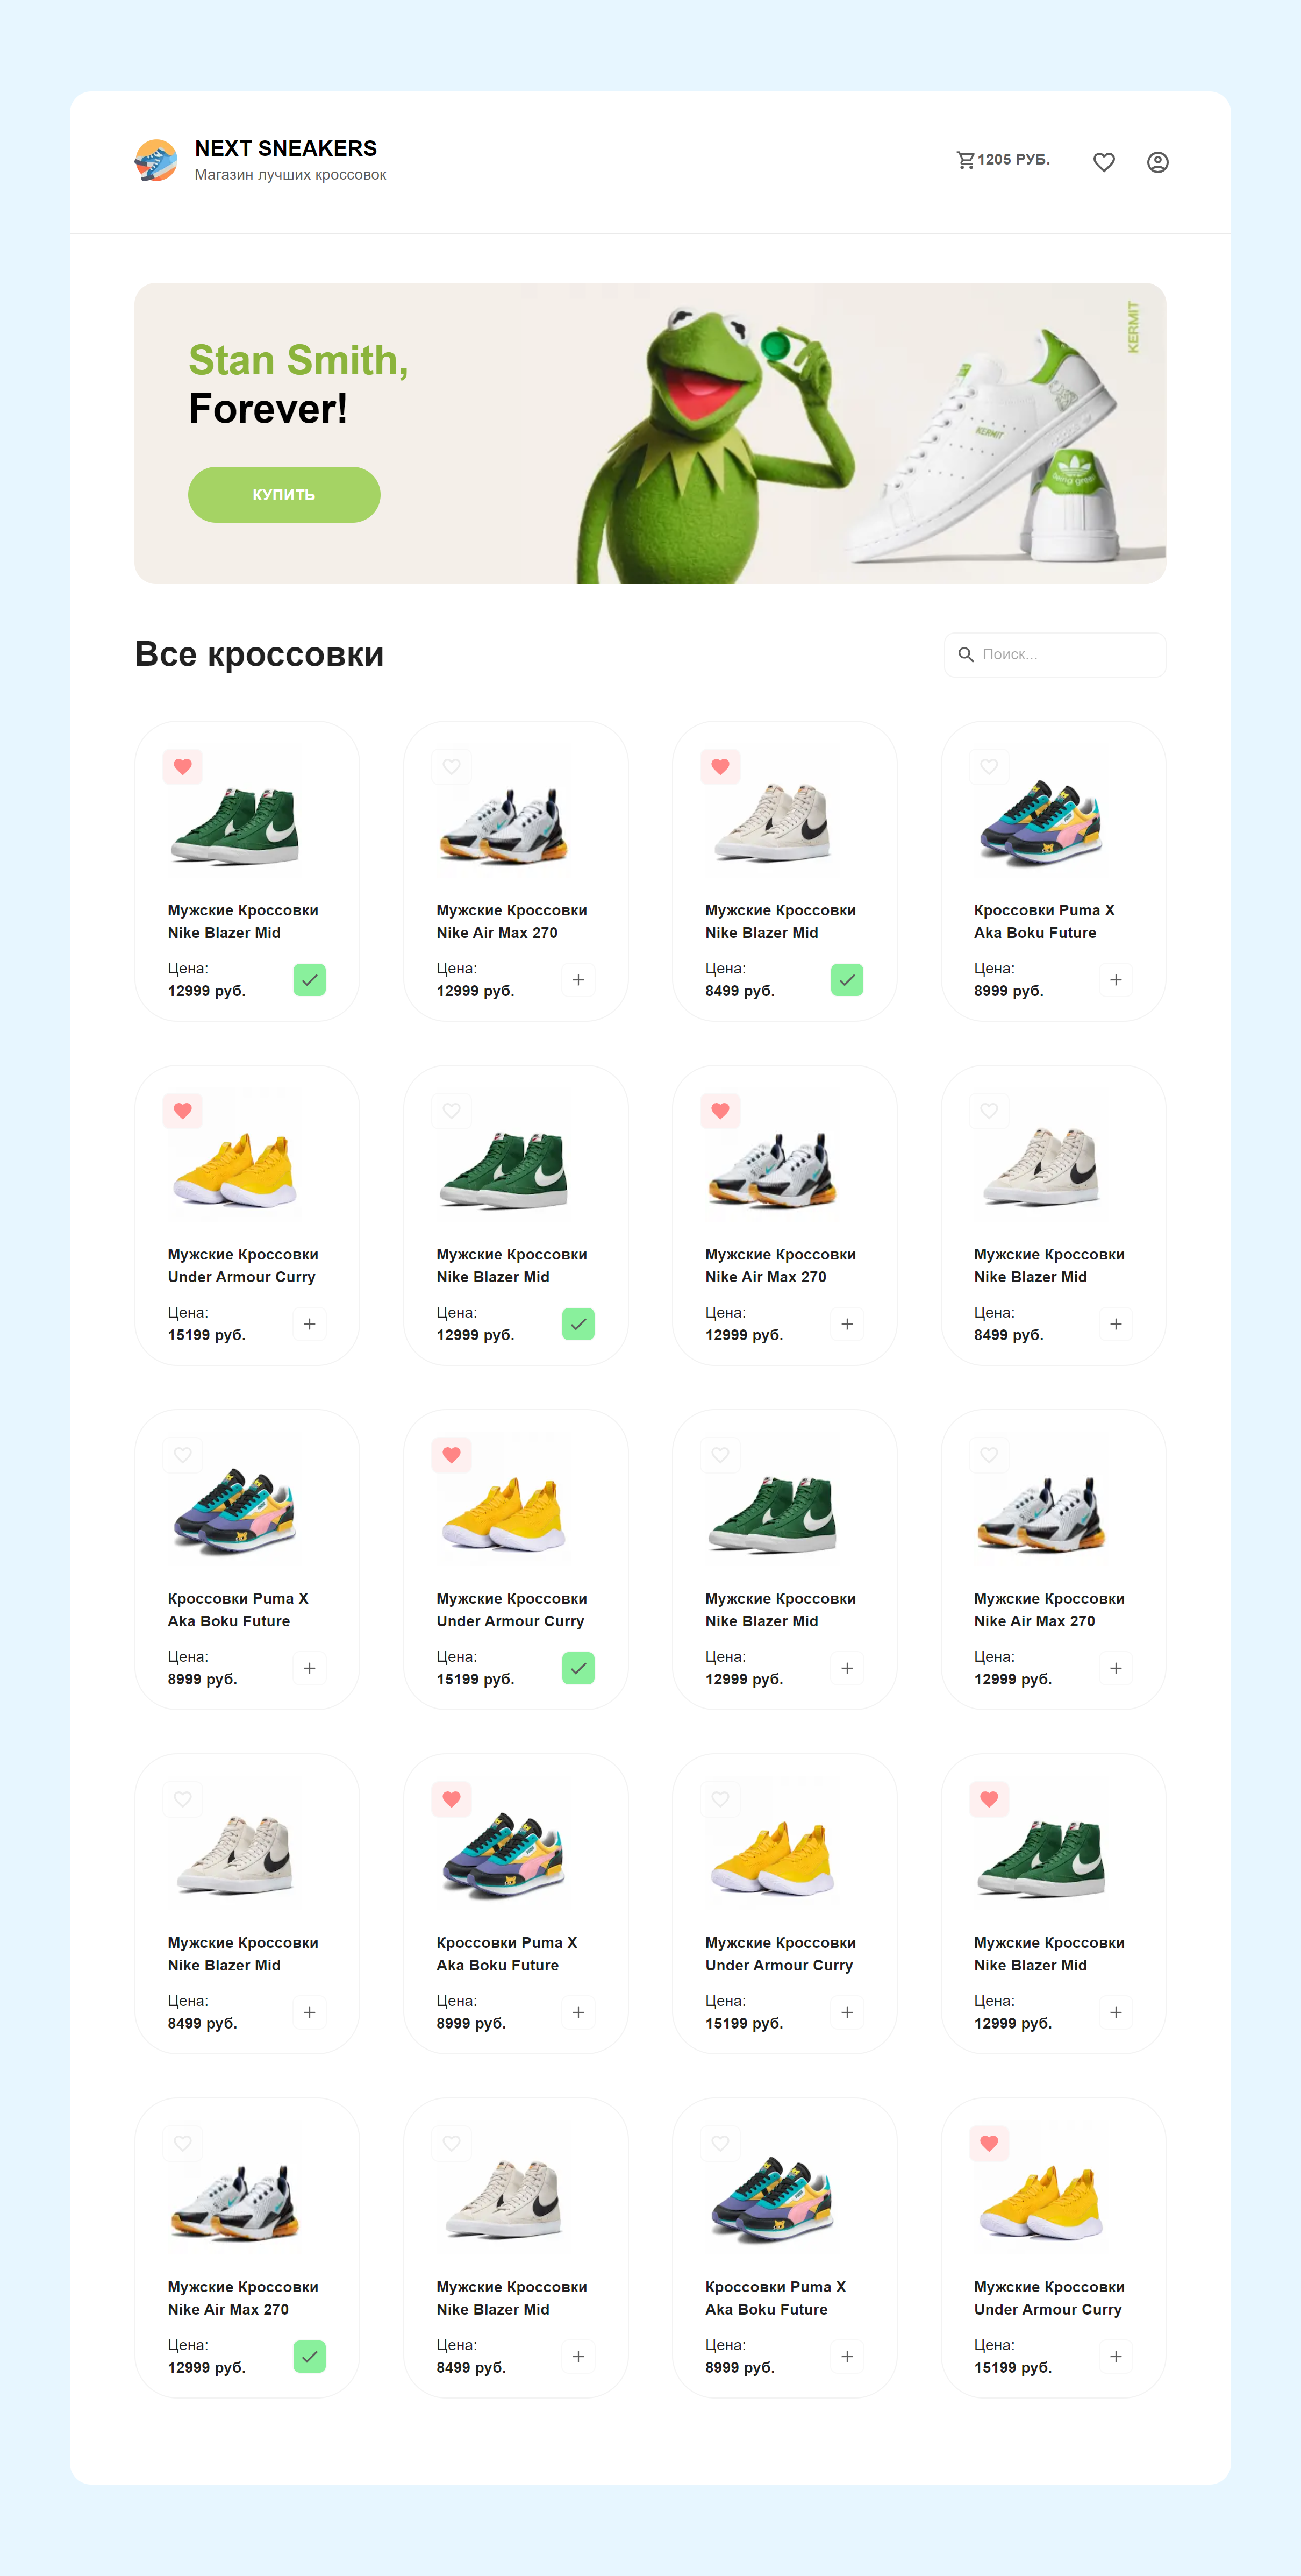 NEXT SNEAKERS
Магазин лучших кроссовок
1205 РУБ.
KERMIT
Stan Smith,
Forever!
КУПИТЬ
KERMIT
being green
Все кроссовки
Поиск...
Мужские Кроссовки
Nike Blazer Mid
Цена:
12999 руб.
Мужские Кроссовки
Nike Air Max 270
Цена:
12999 руб.
Мужские Кроссовки
Nike Blazer Mid
Цена:
8499 руб.
Кроссовки Puma X
Aka Boku Future
Цена:
8999 руб.
Мужские Кроссовки
Under Armour Curry
Цена:
15199 руб.
Мужские Кроссовки
Nike Blazer Mid
Цена:
12999 руб.
Мужские Кроссовки
Nike Air Max 270
Цена:
12999 руб.
Мужские Кроссовки
Nike Blazer Mid
Цена:
8499 руб.
Кроссовки Puma X
Aka Boku Future
Цена:
8999 руб.
Мужские Кроссовки
Under Armour Curry
Цена:
15199 руб.
Мужские Кроссовки
Nike Blazer Mid
Цена:
12999 руб.
Мужские Кроссовки
Nike Air Max 270
Цена:
12999 руб.
Мужские Кроссовки
Nike Blazer Mid
Цена:
8499 руб.
Кроссовки Puma X
Aka Boku Future
Цена:
8999 руб.
Мужские Кроссовки
Under Armour Curry
Цена:
15199 руб.
Мужские Кроссовки
Nike Blazer Mid
Цена:
12999 руб.
Мужские Кроссовки
Nike Air Max 270
Цена:
12999 руб.
Мужские Кроссовки
Nike Blazer Mid
Цена:
8499 руб.
Кроссовки Puma X
Aka Boku Future
Цена:
8999 руб.
Мужские Кроссовки
Under Armour Curry
Цена:
15199 руб.